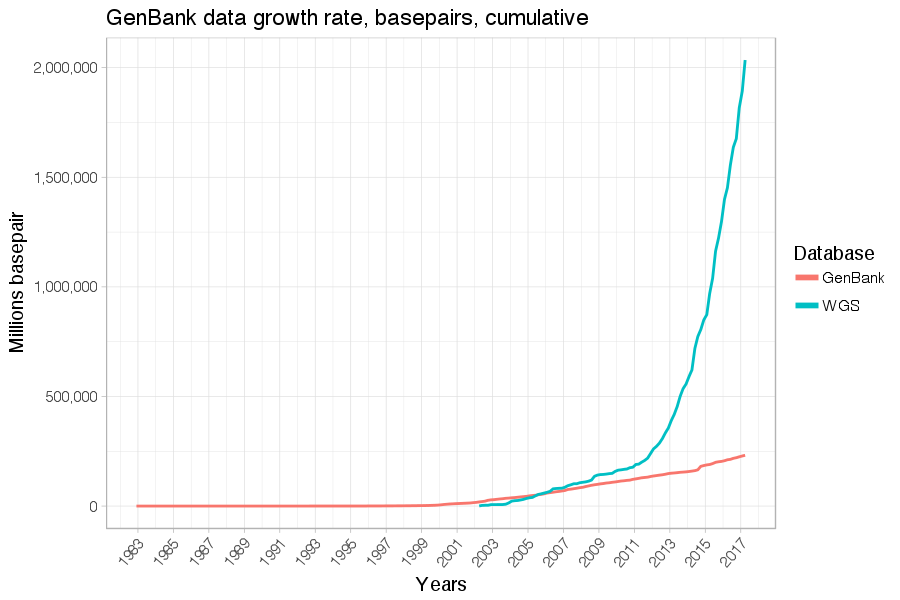 GenBank data growth rate, basepairs, cumulative
2,000,000
1,500,000
1,000,000
500,000
0
Millions basepair
1983 1985 1987 1989 1991 1993 1995 1997 1999 2001 2003 2005 2007 2009 2011 2013 2015 2017
Years
Database
GenBank
WGS